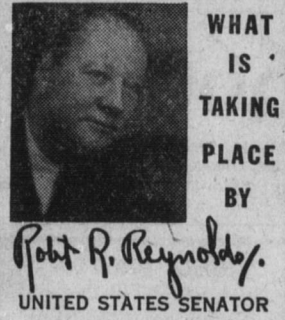 WHAT
IS
TAKING
PLACE
BY
Robt R. Reynolds.
UNITED STATES SENATOR